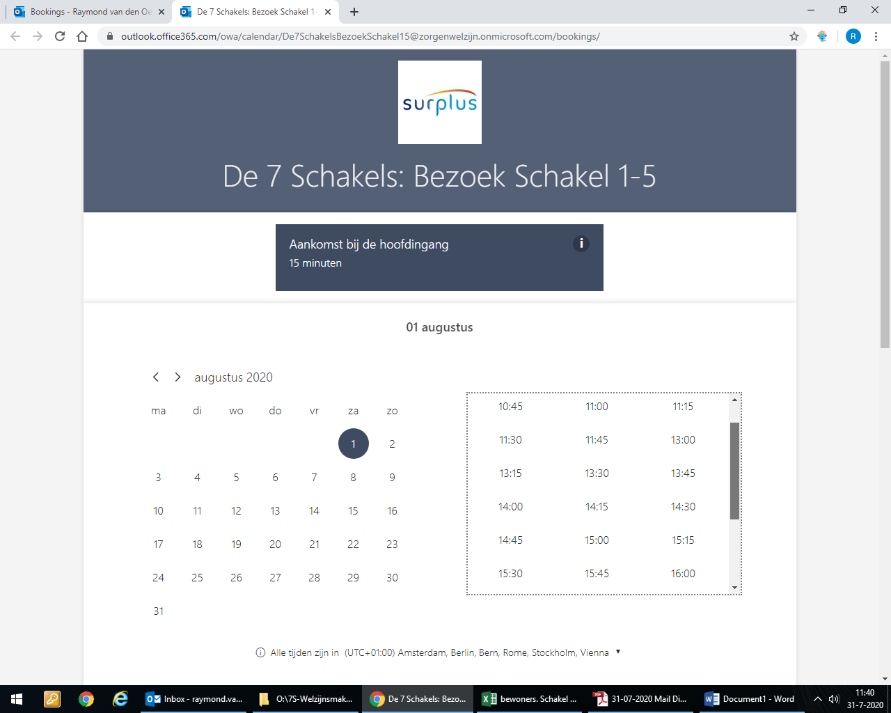 Bookings - Raymond van den Oe
De 7 Schakels: Bezoek Schakel 1-
outlook.office365.com/owa/calendar/De7SchakelsBezoekSchakel15@zorgenwelzijn.onmicrosoft.com/bookings/
R
surplus
De 7 Schakels: Bezoek Schakel 1-5
Aankomst bij de hoofdingang
15 minuten
01 augustus
augustus 2020
ma di wo do vr za zo
1 2
3 4 5 6 7 8 9
10 11 12 13 14 15 16
17 18 19 20 21 22 23
24 25 26 27 28 29 30
31
10:45 11:00 11:15
11:30 11:45 13:00
13:15 13:30 13:45
14:00 14:15 14:30
14:45 15:00 15:15
15:30 15:45 16:00
Alle tijden zijn in (UTC+01:00) Amsterdam, Berlin, Bern, Rome, Stockholm, Vienna
Inbox - raymond.va...
O:\7S-Welzijnsmak...
De 7 Schakels: Bezo...
bewoners. Schakel ...
31-07-2020 Mail Di...
Document1 - Word
11:40
31-7-2020